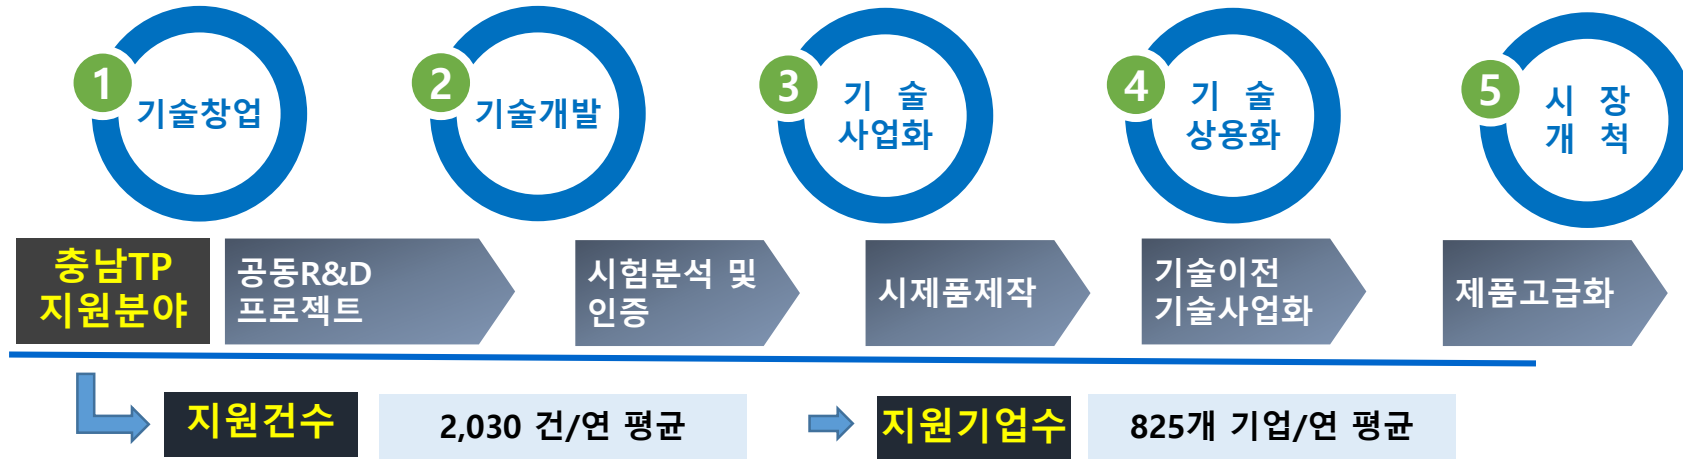 1
기술창업
2
기술개발
3
기 술
사업화
4
기 술
상용화
5
시 장
개 척
충남TP
지원분야
공동R&D
프로젝트
시험분석 및
인증
시제품제작
기술이전
기술사업화
제품고급화
지원건수
2,030 건/연 평균
지원기업수
825개 기업/연 평균